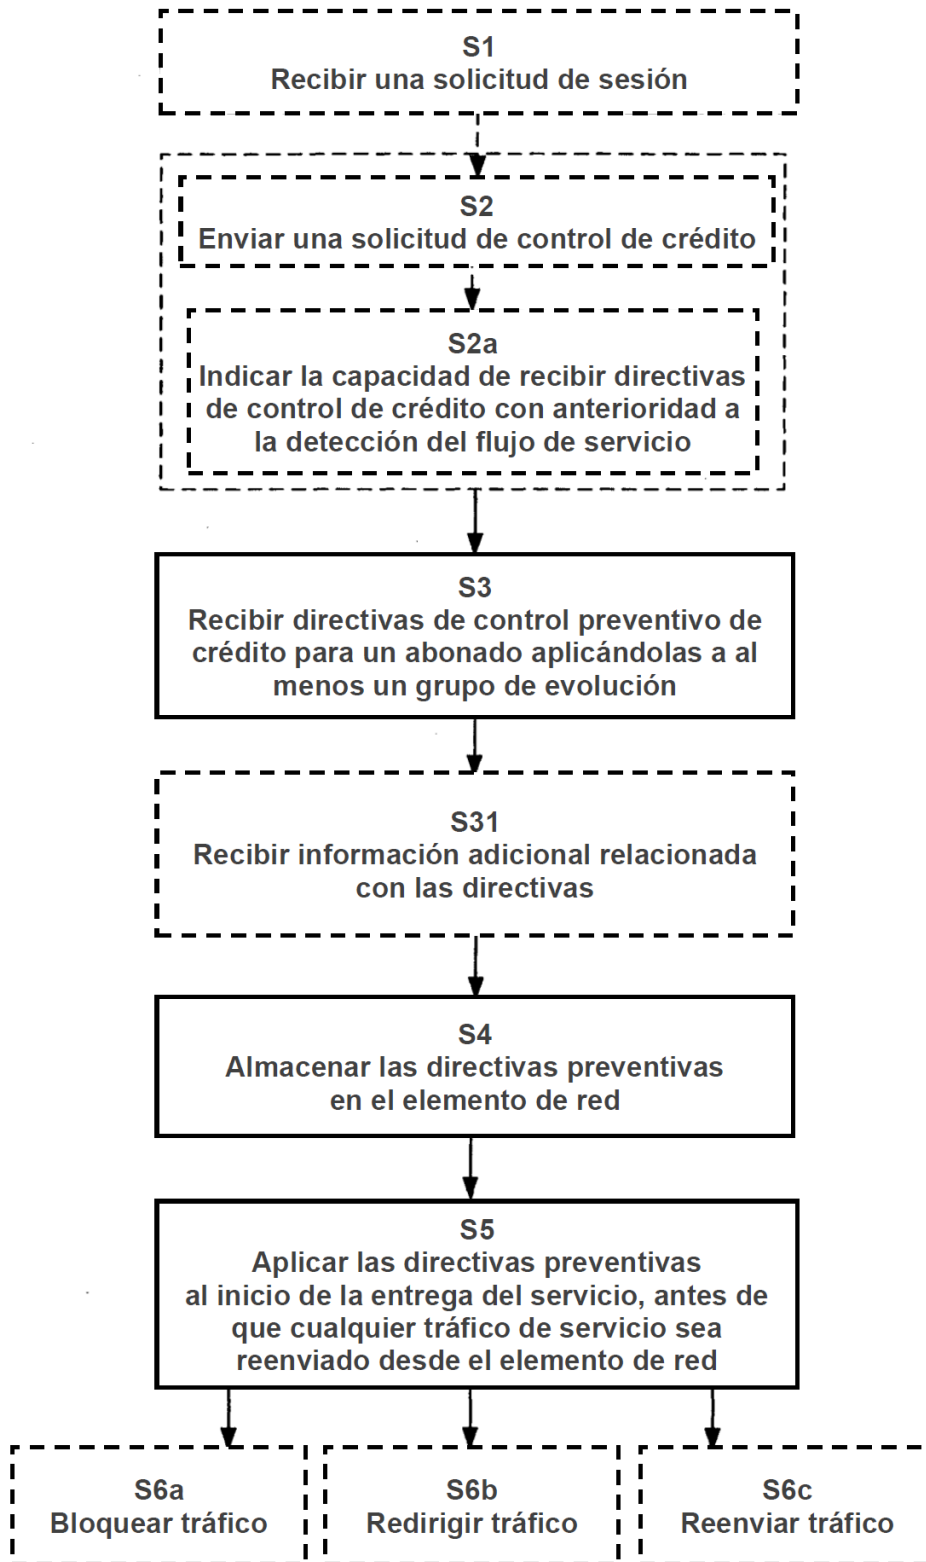 S1
Recibir una solicitud de sesión
S2
Enviar una solicitud de control de crédito
S2a
Indicar la capacidad de recibir directivas
de control de crédito con anterioridad a
la detección del flujo de servicio
S3
Recibir directivas de control preventivo de
crédito para un abonado aplicándolas a al
menos un grupo de evolución
S31
Recibir información adicional relacionada
con las directivas
S4
Almacenar las directivas preventivas
en el elemento de red
S5
Aplicar las directivas preventivas
al inicio de la entrega del servicio, antes de
que cualquier tráfico de servicio sea
reenviado desde el elemento de red
S6a
Bloquear tráfico
S6b
Redirigir tráfico
S6c
Reenviar tráfico